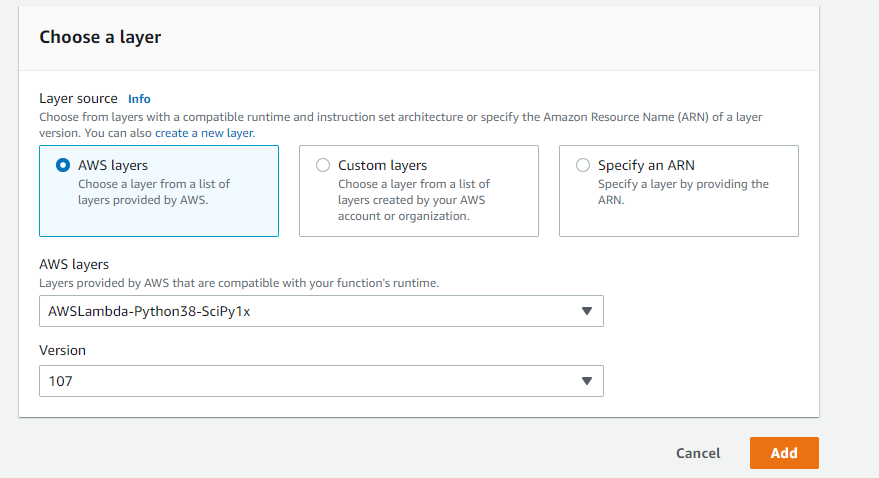 Choose a layer
Layer source Info
Choose from layers with a compatible runtime and instruction set architecture or specify the Amazon Resource Name (ARN) of a layer
version. You can also create a new layer.
AWS layers
Choose a layer from a list of
layers provided by AWS.
Custom layers
Choose a layer from a list of
layers created by your AWS
account or organization.
Specify an ARN
Specify a layer by providing the
ARN.
AWS layers
Layers provided by AWS that are compatible with your function's runtime.
AWSLambda-Python38-SciPy1x
Version
107
Cancel Add